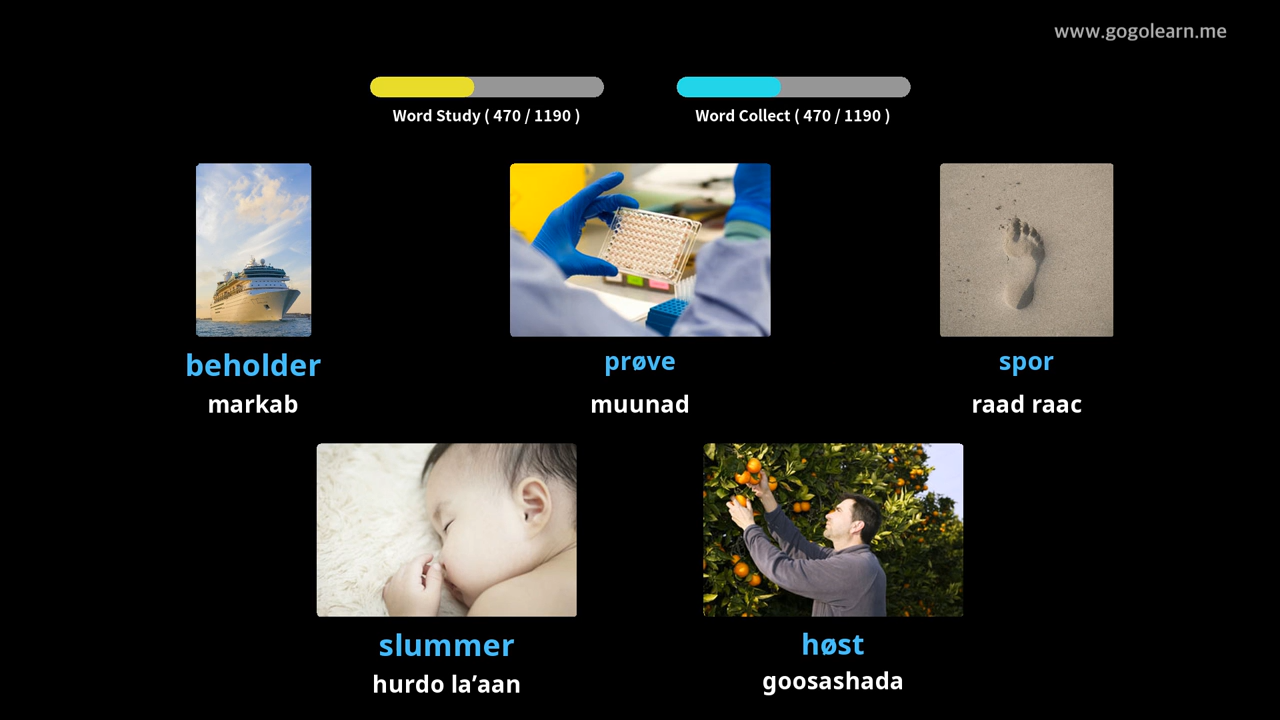 www.gogolearn.me
Word Study ( 470 / 1190 )
Word Collect ( 470 / 1190 )
beholder
markab
prøve
muunad
spor
raad raac
slummer
hurdo la’aan
høst
goosashada